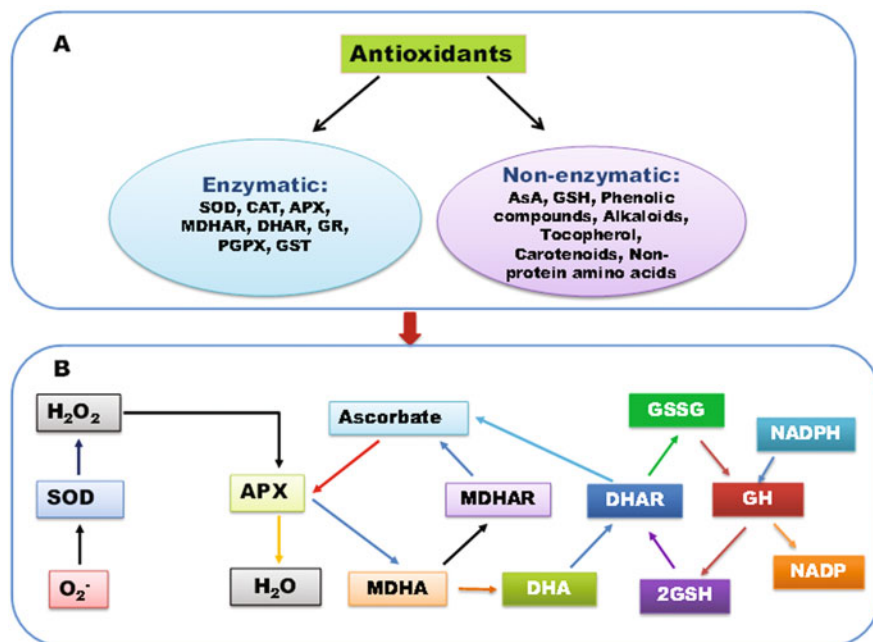 A
Antioxidants
Enzymatic:
SOD, CAT, APX,
MDHAR, DHAR, GR,
PGPX, GST
Non-enzymatic:
AsA, GSH, Phenolic
compounds, Alkaloids,
Tocopherol,
Carotenoids, Non-
protein amino acids
B
H₂O₂
Ascorbate
GSSG
NADPH
SOD
APX
MDHAR
DHAR
GH
O₂⁻
H₂O
MDHA
DHA
2GSH
NADP